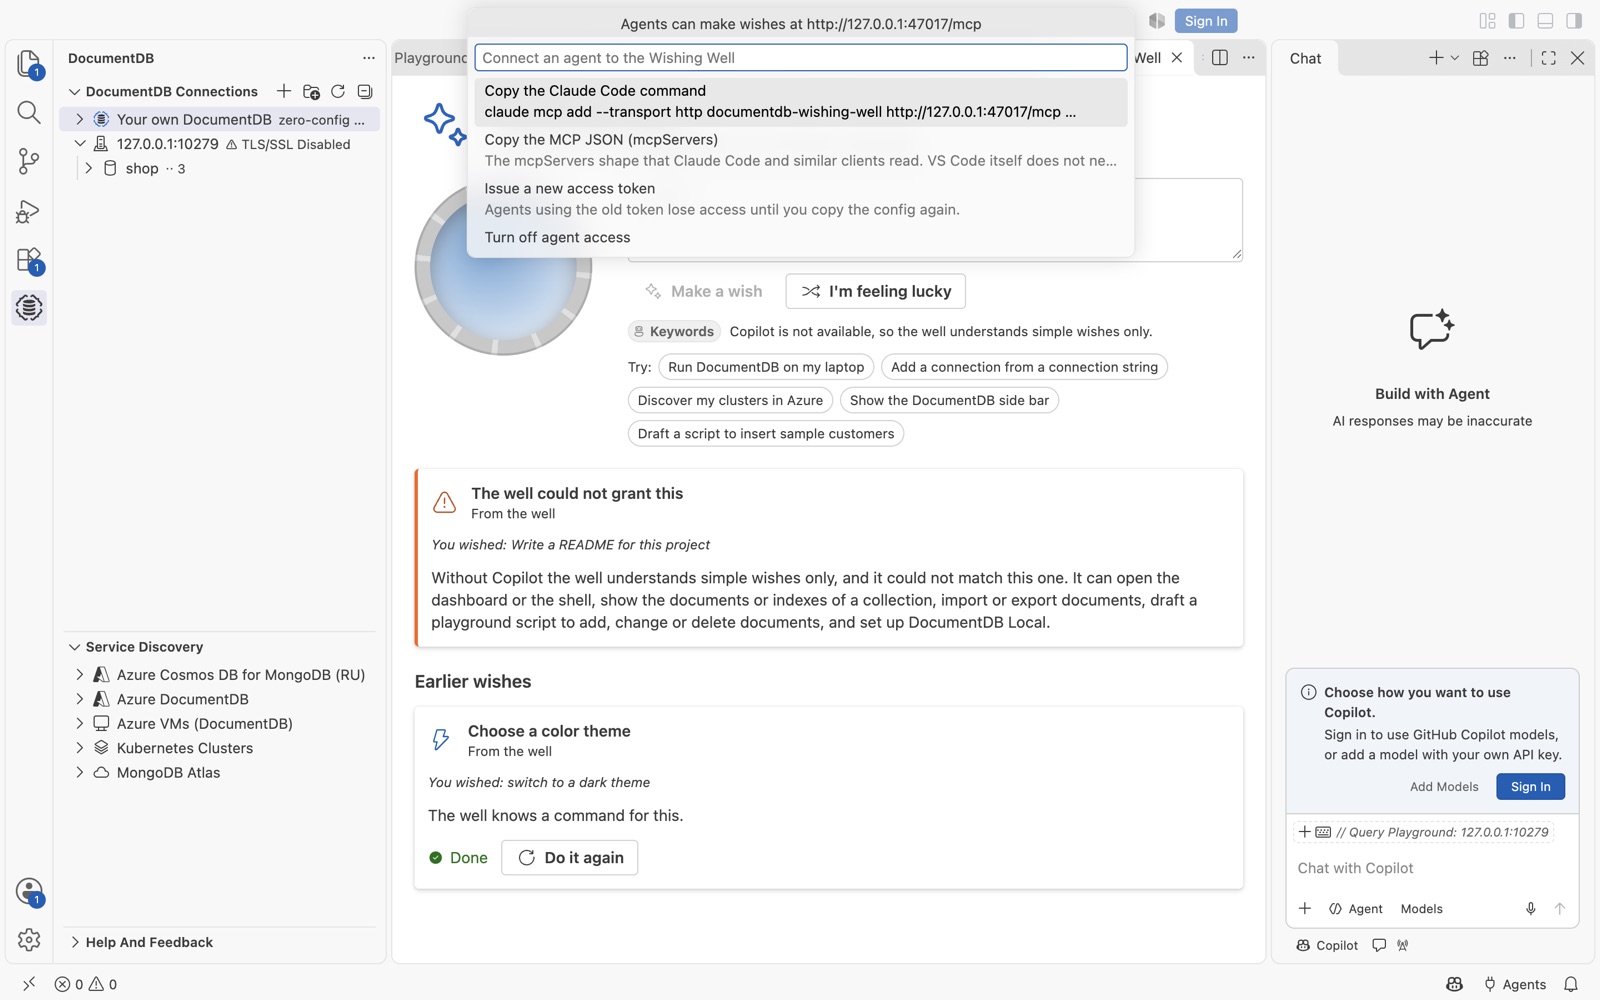 Agents can make wishes at http://127.0.0.1:47017/mcp
Sign In
DocumentDB
Playground
Connect an agent to the Wishing Well
Well
Chat
Copy the Claude Code command
claude mcp add --transport http documentdb-wishing-well http://127.0.0.1:47017/mcp ...
Copy the MCP JSON (mcpServers)
The mcpServers shape that Claude Code and similar clients read. VS Code itself does not ne...
Issue a new access token
Agents using the old token lose access until you copy the config again.
Turn off agent access
DocumentDB Connections
Your own DocumentDB zero-config ...
127.0.0.1:10279 TLS/SSL Disabled
shop ·· 3
1
1
Make a wish
I'm feeling lucky
Keywords
Copilot is not available, so the well understands simple wishes only.
Try:
Run DocumentDB on my laptop
Add a connection from a connection string
Discover my clusters in Azure
Show the DocumentDB side bar
Draft a script to insert sample customers
The well could not grant this
From the well
You wished: Write a README for this project
Without Copilot the well understands simple wishes only, and it could not match this one. It can open the
dashboard or the shell, show the documents or indexes of a collection, import or export documents, draft a
playground script to add, change or delete documents, and set up DocumentDB Local.
Earlier wishes
Choose a color theme
From the well
You wished: switch to a dark theme
The well knows a command for this.
Done
Do it again
Service Discovery
Azure Cosmos DB for MongoDB (RU)
Azure DocumentDB
Azure VMs (DocumentDB)
Kubernetes Clusters
MongoDB Atlas
Help And Feedback
1
Build with Agent
AI responses may be inaccurate
Choose how you want to use
Copilot.
Sign in to use GitHub Copilot models,
or add a model with your own API key.
Add Models
Sign In
// Query Playground: 127.0.0.1:10279
Chat with Copilot
Agent
Models
Copilot
0
0
Agents